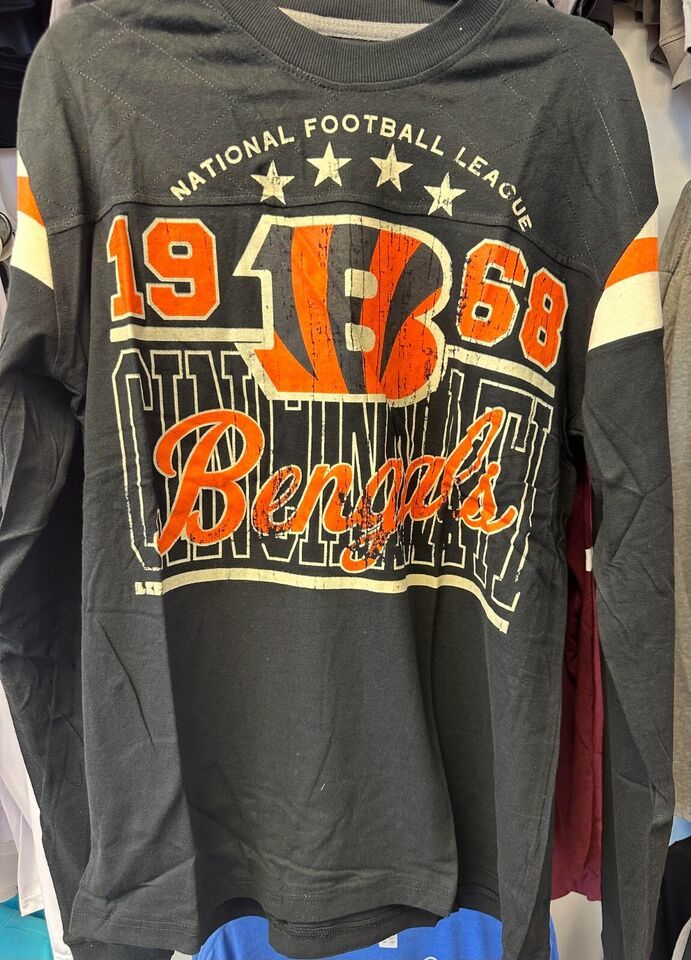 NATIONAL FOOTBALL LEAGUE
19 B 68
CINCINNATI
Bengals